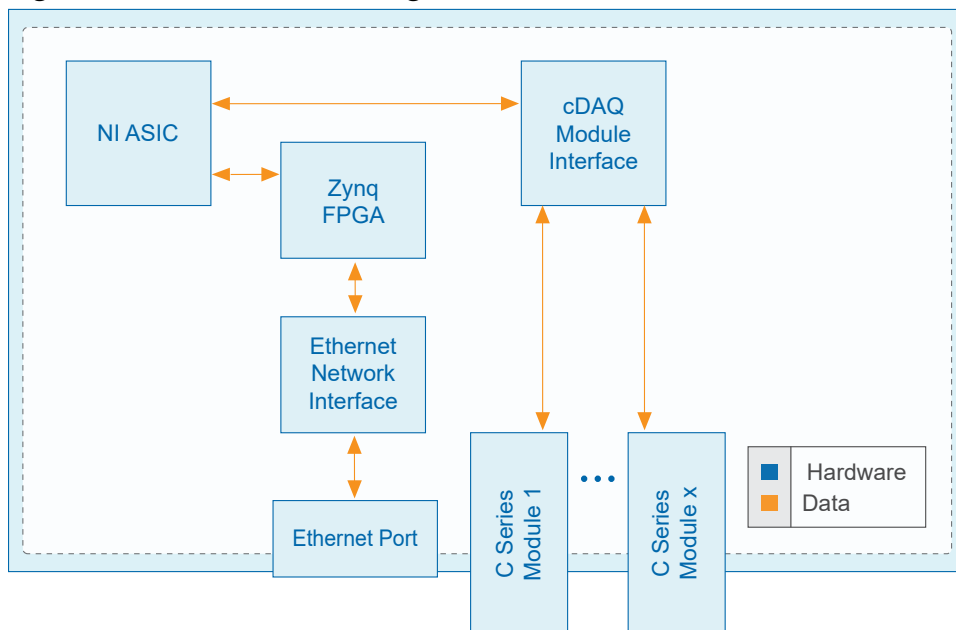 NI ASIC
cDAQ
Module
Interface
Zynq
FPGA
Ethernet
Network
Interface
Ethernet Port
C Series
Module 1
...
C Series
Module x
Hardware
Data